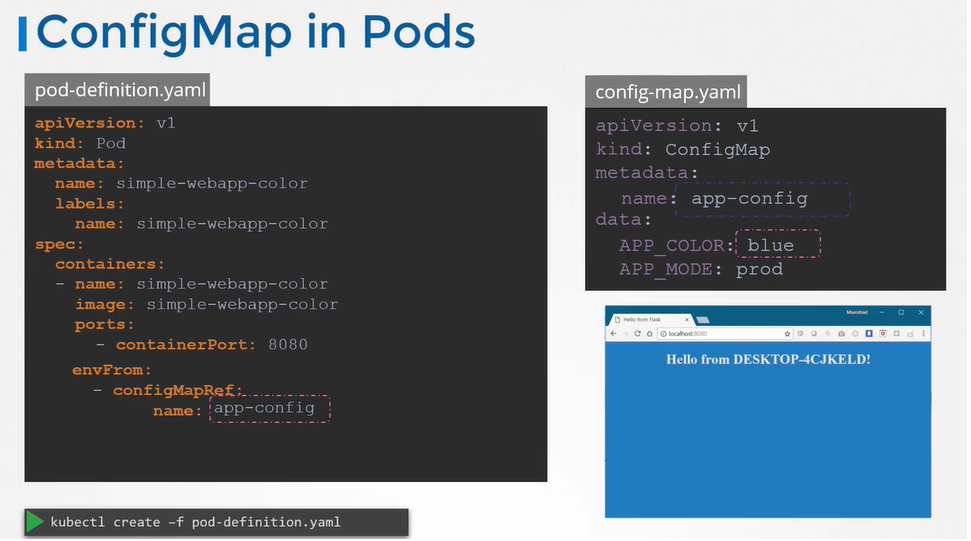 ConfigMap in Pods
pod-definition.yaml
apiVersion: v1
kind: Pod
metadata:
  name: simple-webapp-color
  labels:
    name: simple-webapp-color
spec:
  containers:
  - name: simple-webapp-color
    image: simple-webapp-color
    ports:
      - containerPort: 8080
    envFrom:
      - configMapRef:
            name: app-config
kubectl create –f pod-definition.yaml
config-map.yaml
apiVersion: v1
kind: ConfigMap
metadata:
  name: app-config
data:
  APP_COLOR: blue
  APP_MODE: prod
Hello from Flask
Mumshad
localhost:8080
Hello from DESKTOP-4CJKELD!